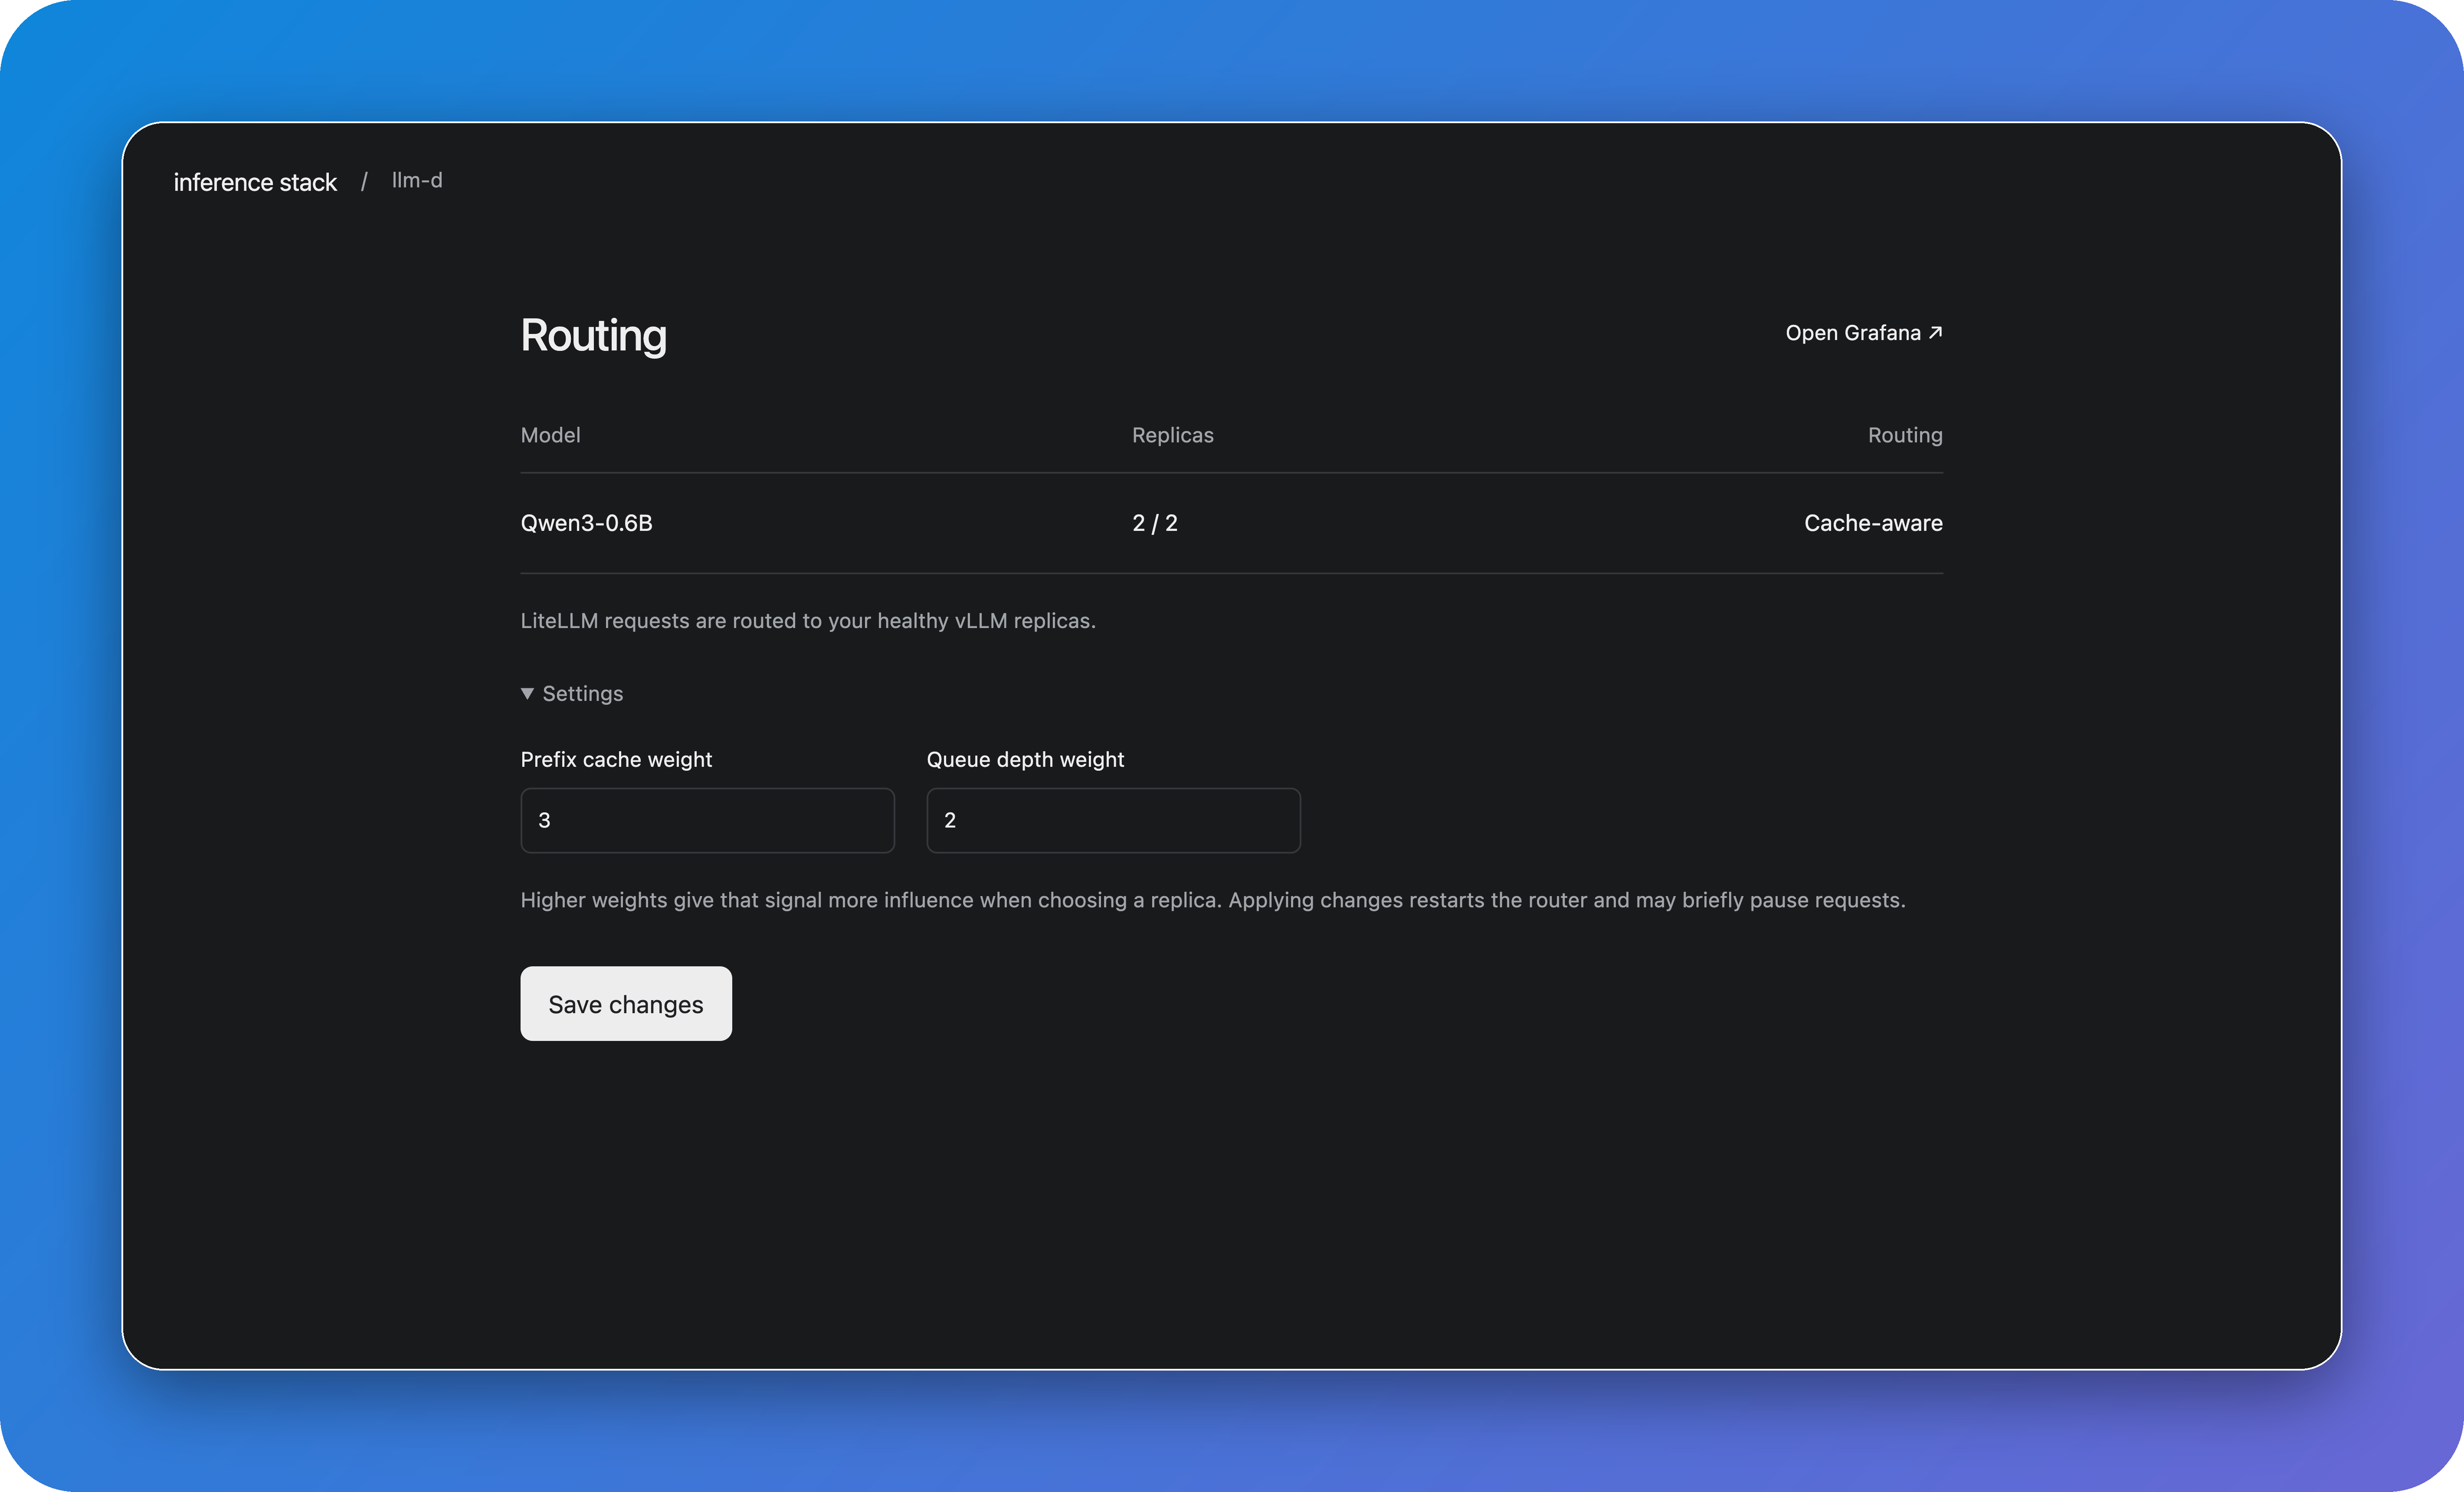 inference stack / llm-d
Routing
Open Grafana ↗
Model Replicas Routing
Qwen3-0.6B 2 / 2 Cache-aware
LiteLLM requests are routed to your healthy vLLM replicas.
▼ Settings
Prefix cache weight Queue depth weight
3 2
Higher weights give that signal more influence when choosing a replica. Applying changes restarts the router and may briefly pause requests.
Save changes